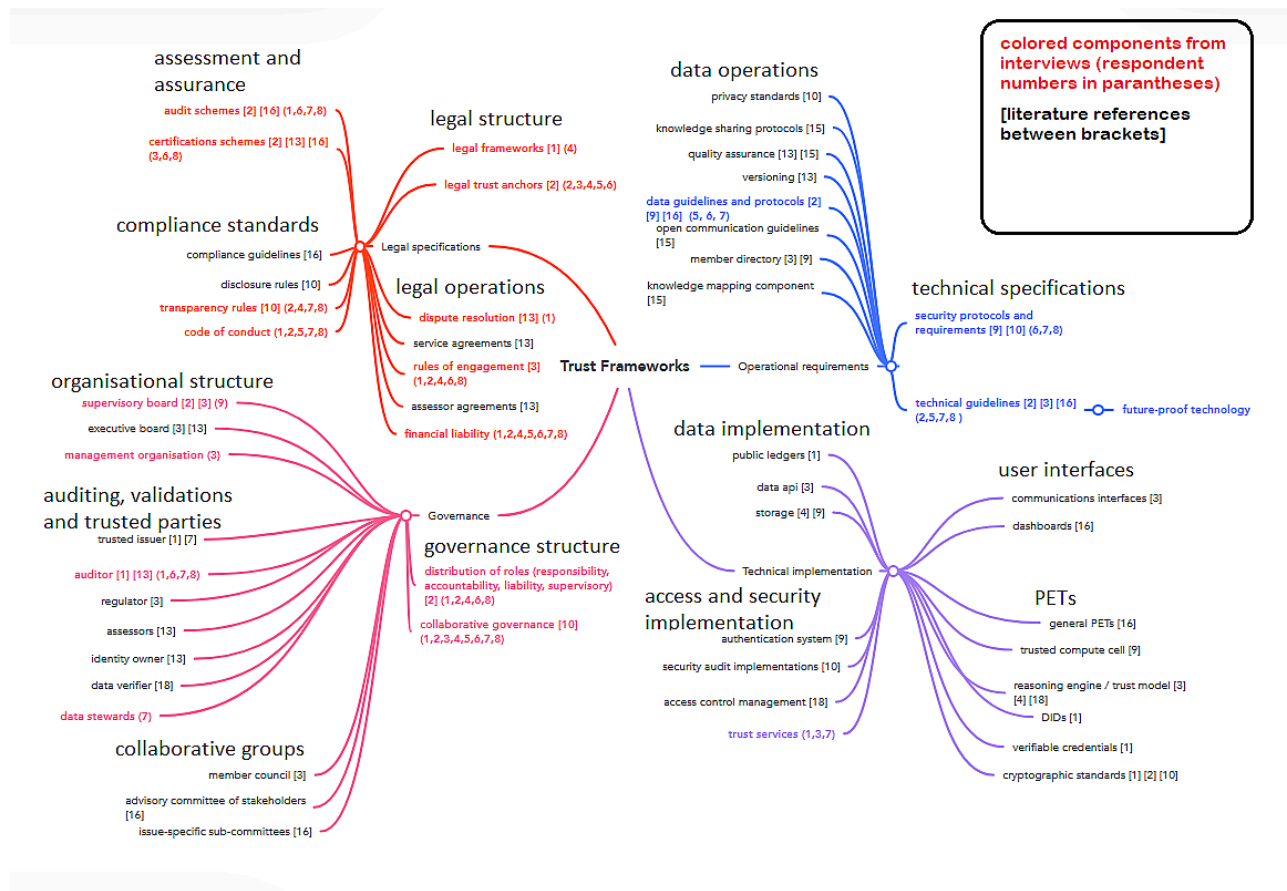 assessment and
assurance
audit schemes [2] [16] (1,6,7,8)
certifications schemes [2] [13] [16]
(3,6,8)
legal structure
legal frameworks [1] (4)
legal trust anchors [2] (2,3,4,5,6)
compliance standards
compliance guidelines [16]
disclosure rules [10]
transparency rules [10] (2,4,7,8)
code of conduct (1,2,5,7,8)
Legal specifications
legal operations
dispute resolution [13] (1)
service agreements [13]
rules of engagement [3]
(1,2,4,6,8)
assessor agreements [13]
financial liability (1,2,4,5,6,7,8)
organisational structure
supervisory board [2] [3] (9)
executive board [3] [13]
management organisation (3)
auditing, validations
and trusted parties
trusted issuer [1] [7]
auditor [1] [13] (1,6,7,8)
regulator [3]
assessors [13]
identity owner [13]
data verifier [18]
data stewards (7)
Governance
governance structure
distribution of roles (responsibility,
accountability, liability, supervisory)
[2] (1,2,4,6,8)
collaborative governance [10]
(1,2,3,4,5,6,7,8)
collaborative groups
member council [3]
advisory committee of stakeholders
[16]
issue-specific sub-committees [16]
Trust Frameworks
data operations
privacy standards [10]
knowledge sharing protocols [15]
quality assurance [13] [15]
versioning [13]
data guidelines and protocols [2]
[9] [16] (5, 6, 7)
open communication guidelines
[15]
member directory [3] [9]
knowledge mapping component
[15]
Operational requirements
technical specifications
security protocols and
requirements [9] [10] (6,7,8)
technical guidelines [2] [3] [16]
(2,5,7,8 )
future-proof technology
data implementation
public ledgers [1]
data api [3]
storage [4] [9]
Technical implementation
access and security
implementation
authentication system [9]
security audit implementations [10]
access control management [18]
trust services (1,3,7)
user interfaces
communications interfaces [3]
dashboards [16]
PETs
general PETs [16]
trusted compute cell [9]
reasoning engine / trust model [3]
[4] [18]
DIDs [1]
verifiable credentials [1]
cryptographic standards [1] [2] [10]
colored components from
interviews (respondent
numbers in parantheses)
[literature references
between brackets]